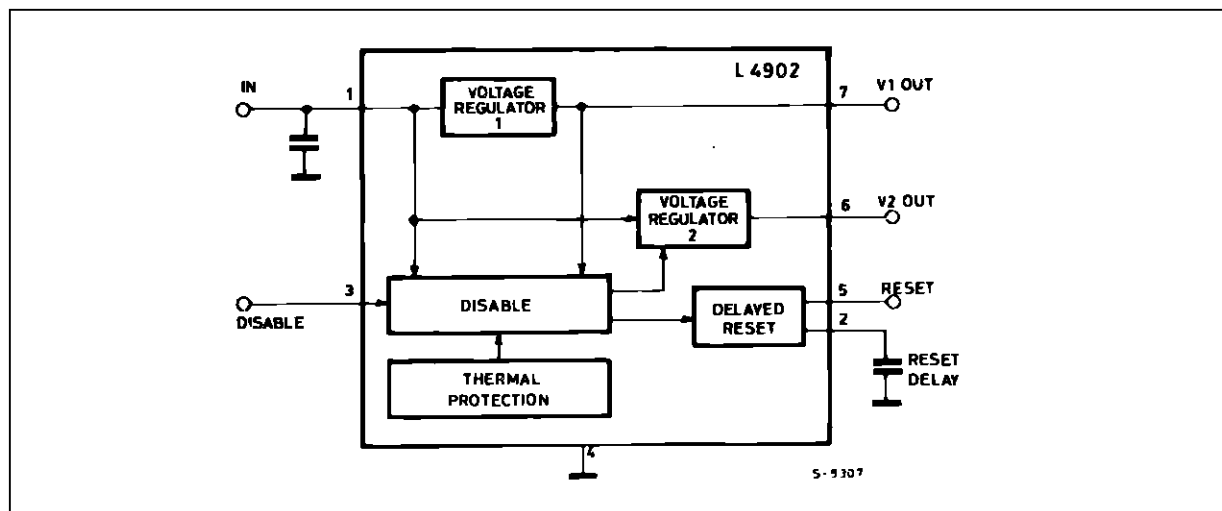 L 4902
IN
1
VOLTAGE
REGULATOR
1
7
V1 OUT
VOLTAGE
REGULATOR
2
6
V2 OUT
3
DISABLE
DISABLE
DELAYED
RESET
5
RESET
2
RESET
DELAY
THERMAL
PROTECTION
4
S-9307